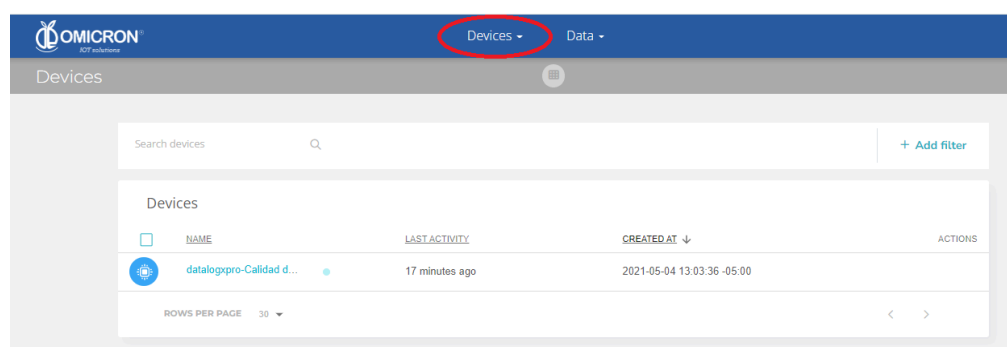 OMICRON®
IOT solutions
Devices Data
Devices
Search devices + Add filter
Devices
NAME LAST ACTIVITY CREATED AT ↓ ACTIONS
datalogxpro-Calidad d... 17 minutes ago 2021-05-04 13:03:36 -05:00
ROWS PER PAGE 30 < >